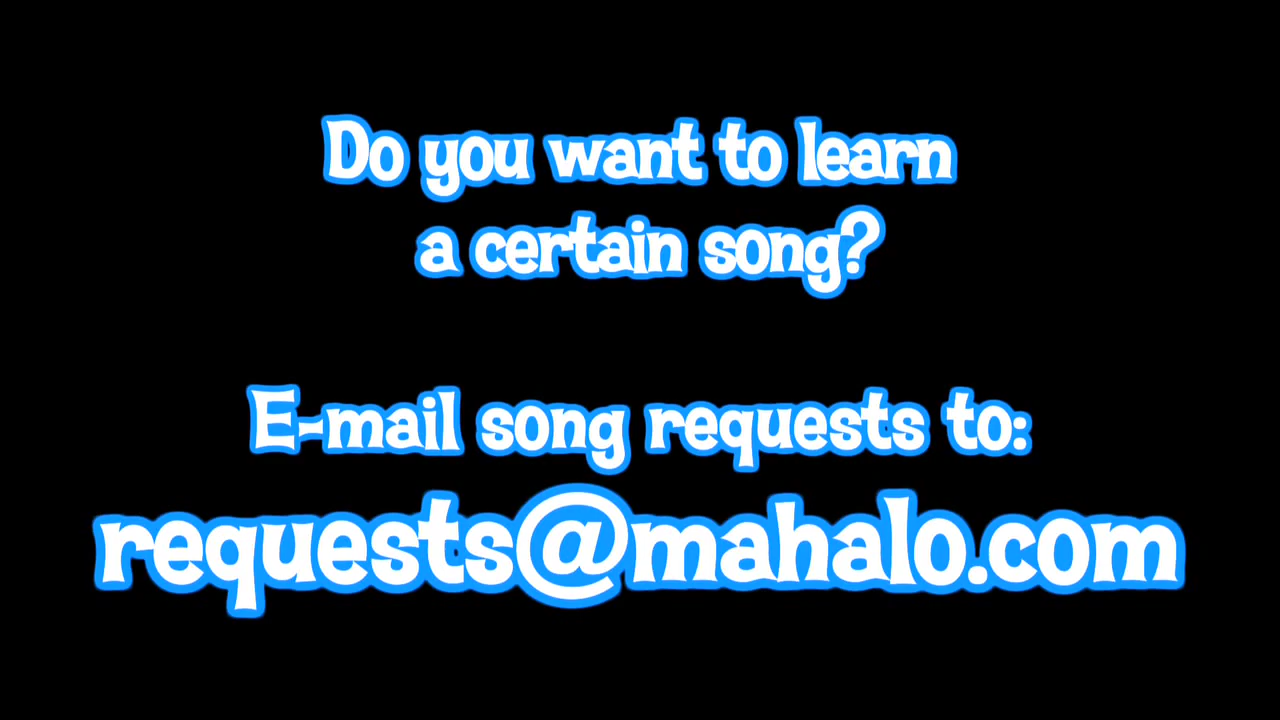 Do you want to learn
a certain song?
E-mail song requests to:
requests@mahalo.com